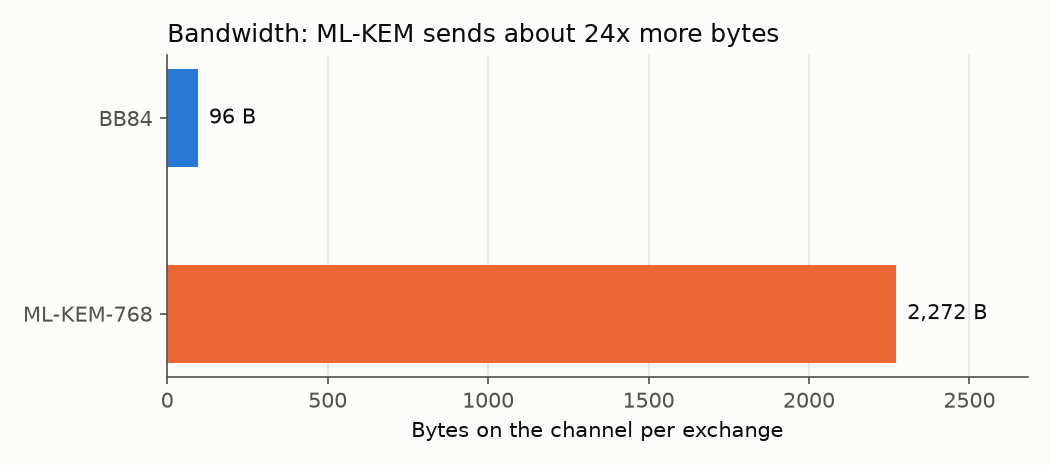 Bandwidth: ML-KEM sends about 24x more bytes
BB84
96 B
ML-KEM-768
2,272 B
0 500 1000 1500 2000 2500
Bytes on the channel per exchange